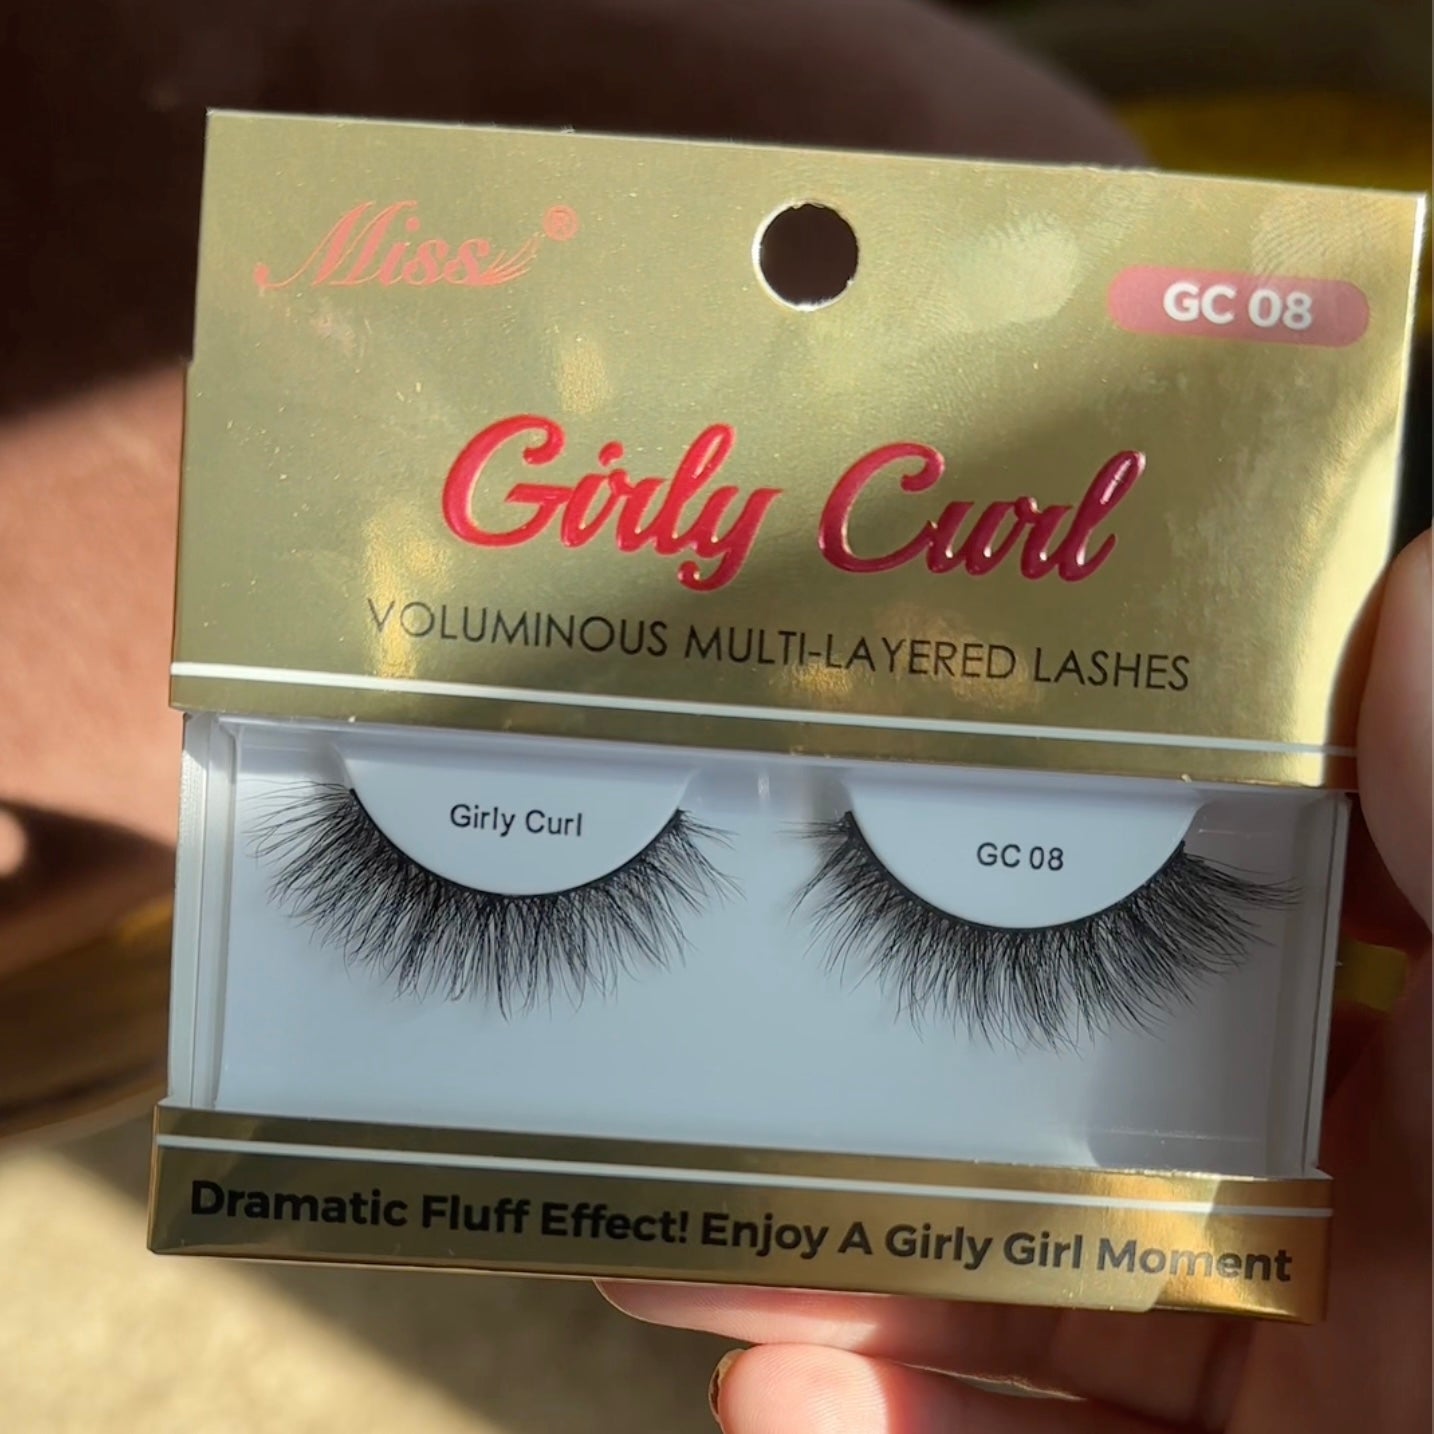 Miss®
GC 08
Girly Curl
VOLUMINOUS MULTI-LAYERED LASHES
Girly Curl
GC 08
Dramatic Fluff Effect! Enjoy A Girly Girl Moment